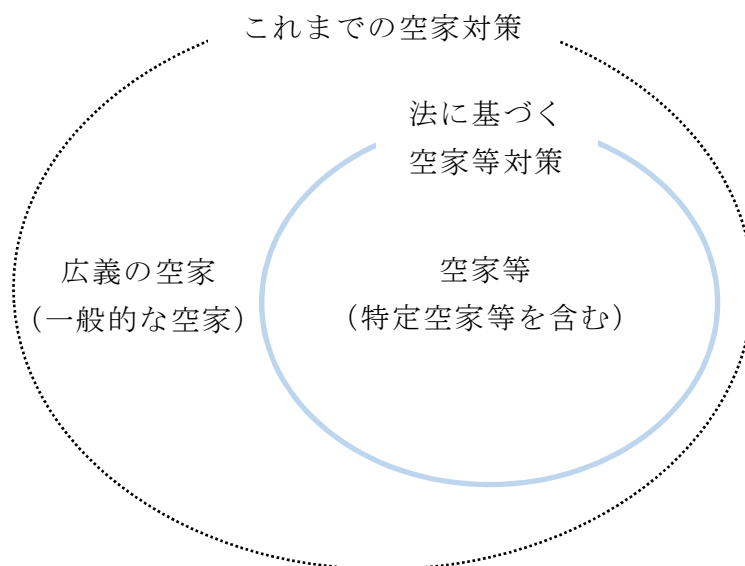 これまでの空家対策
法に基づく
空家等対策
広義の空家
（一般的な空家）
空家等
（特定空家等を含む）